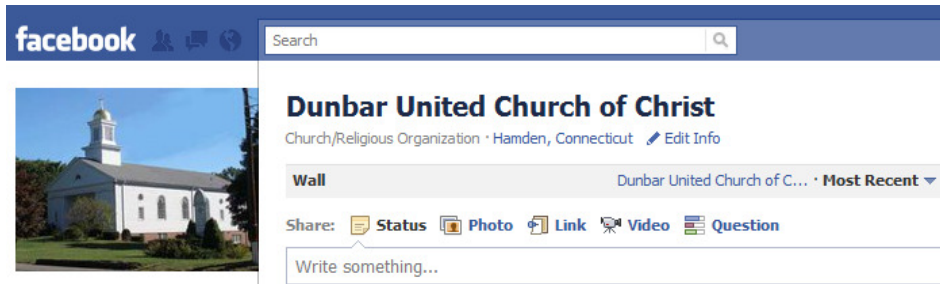 facebook Search
Dunbar United Church of Christ
Church/Religious Organization · Hamden, Connecticut Edit Info
Wall Dunbar United Church of C... · Most Recent
Share: Status Photo Link Video Question
Write something...